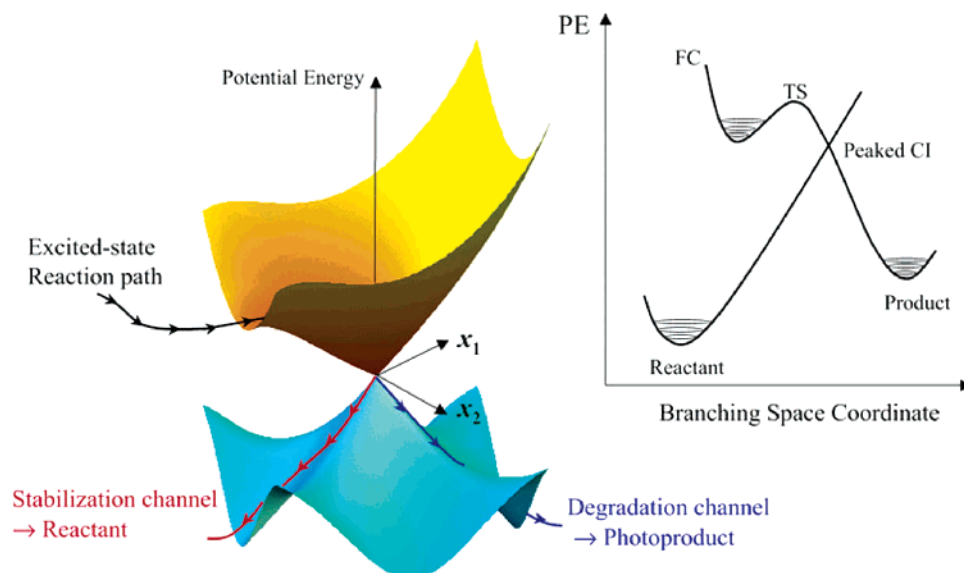 Potential Energy
Excited-state
Reaction path
x1
x2
Stabilization channel
→ Reactant
Degradation channel
→ Photoproduct
PE
FC
TS
Peaked CI
Product
Reactant
Branching Space Coordinate